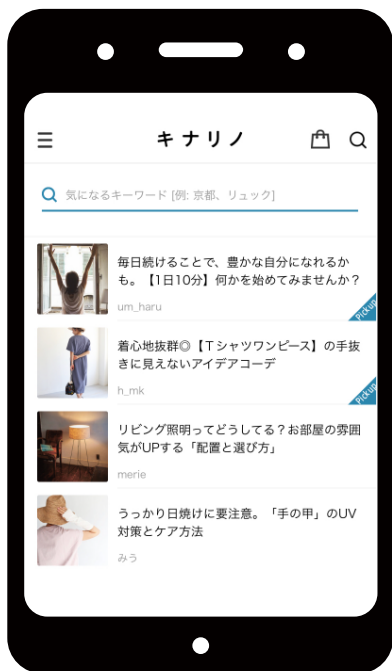 キナリノ
気になるキーワード [例: 京都、リュック]
毎日続けることで、豊かな自分になれるか
も。【1日10分】何かを始めてみませんか？
um_haru
Pickup
着心地抜群◎【Ｔシャツワンピース】の手抜
きに見えないアイデアコーデ
h_mk
Pickup
リビング照明ってどうしてる？お部屋の雰囲
気がUPする「配置と選び方」
merie
うっかり日焼けに要注意。「手の甲」のUV
対策とケア方法
みう